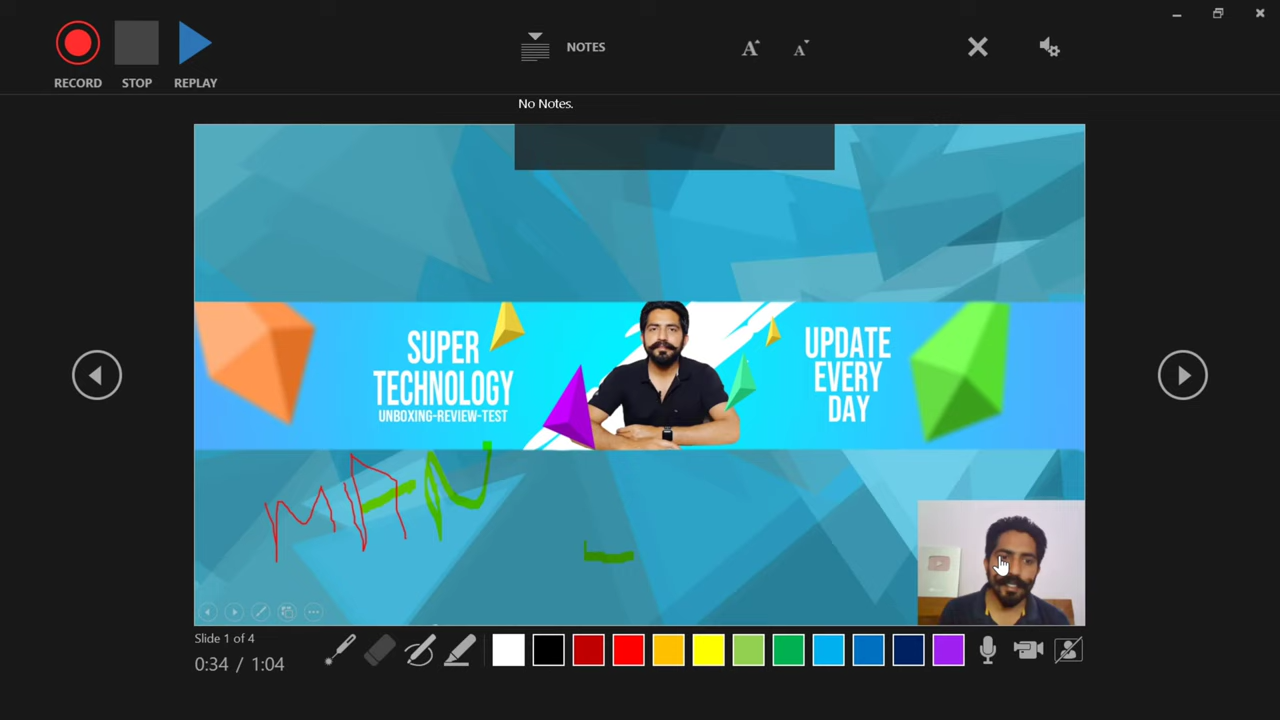 RECORD
STOP
REPLAY
NOTES
No Notes.
SUPER
TECHNOLOGY
UNBOXING-REVIEW-TEST
UPDATE
EVERY
DAY
MAN
Slide 1 of 4
0:34 / 1:04